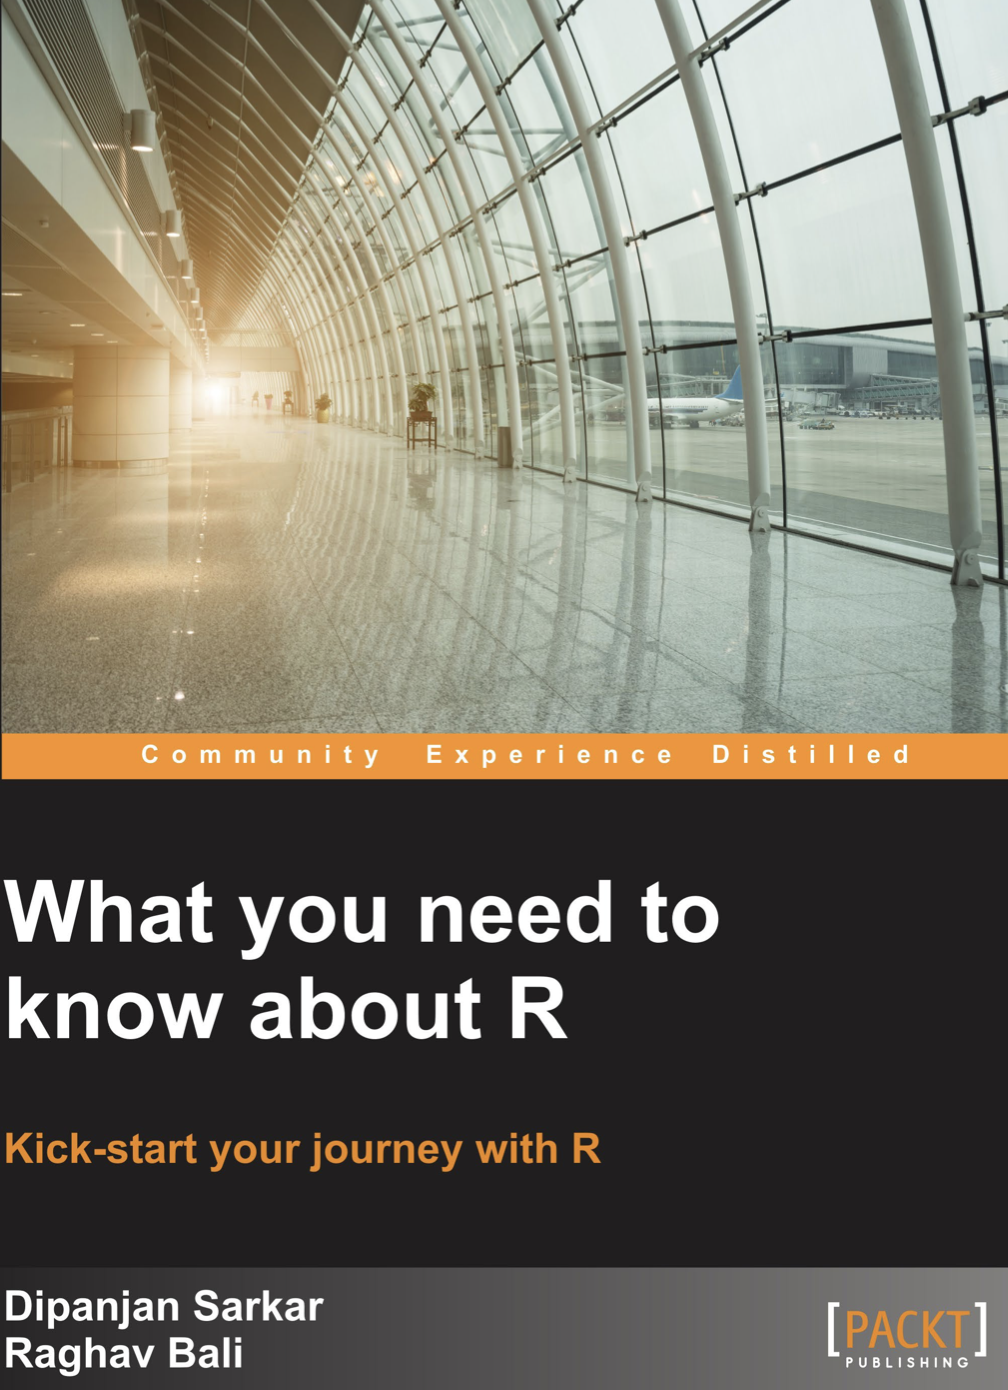 Community Experience Distilled
What you need to
know about R
Kick-start your journey with R
Dipanjan Sarkar
Raghav Bali
[PACKT]
PUBLISHING